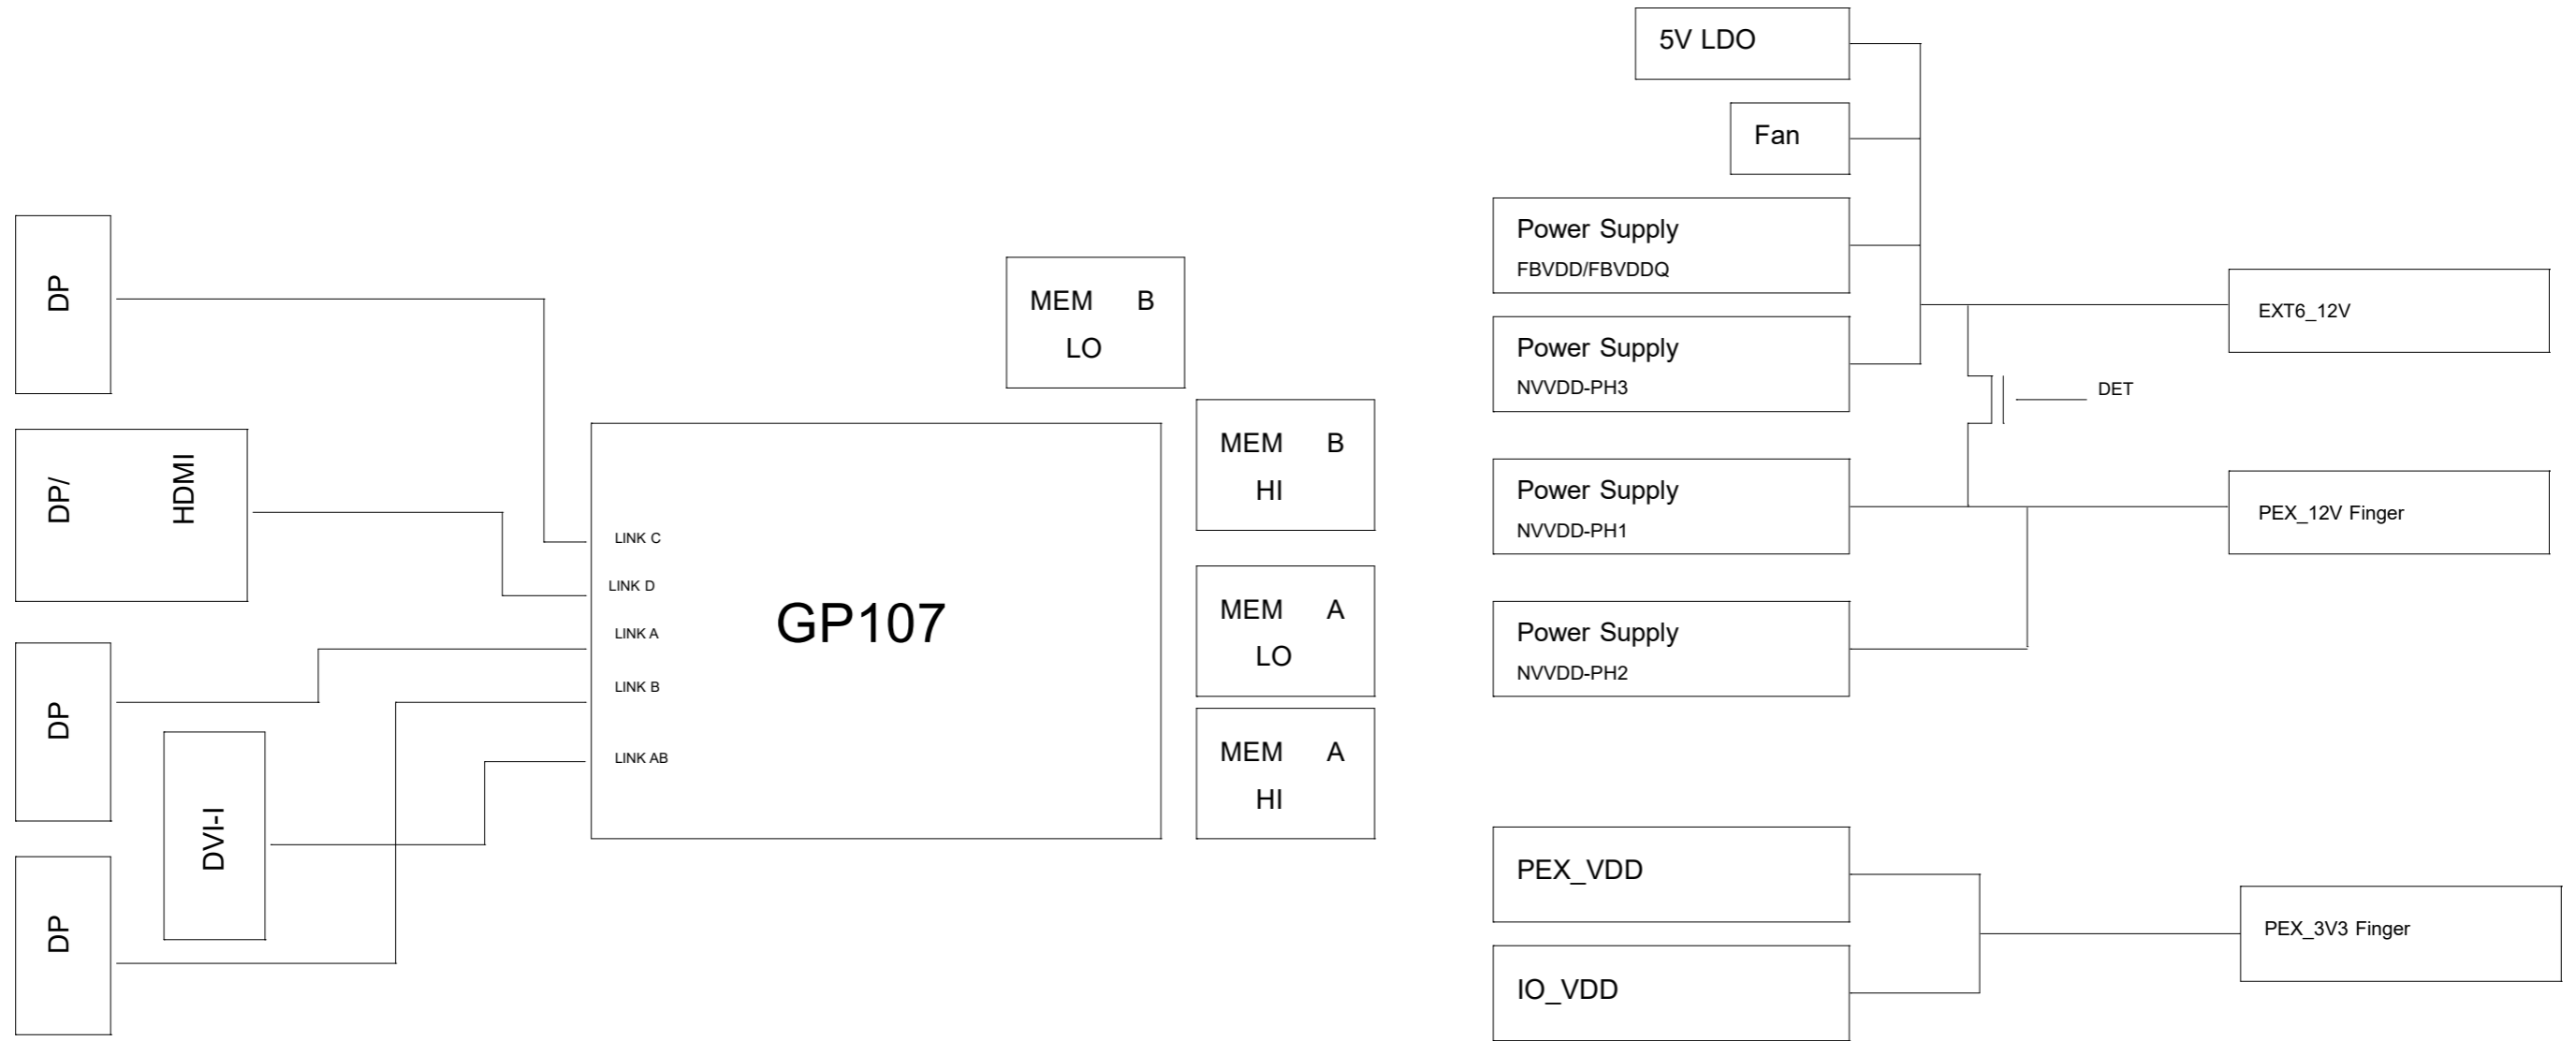 5V LDO
Fan
Power Supply
FBVDD/FBVDDQ
Power Supply
NVVDD-PH3
Power Supply
NVVDD-PH1
Power Supply
NVVDD-PH2
EXT6_12V
DET
PEX_12V Finger
PEX_VDD
IO_VDD
PEX_3V3 Finger
MEM B
LO
MEM B
HI
MEM A
LO
MEM A
HI
GP107
LINK C
LINK D
LINK A
LINK B
LINK AB
DP
DP/
HDMI
DP
DVI-I
DP